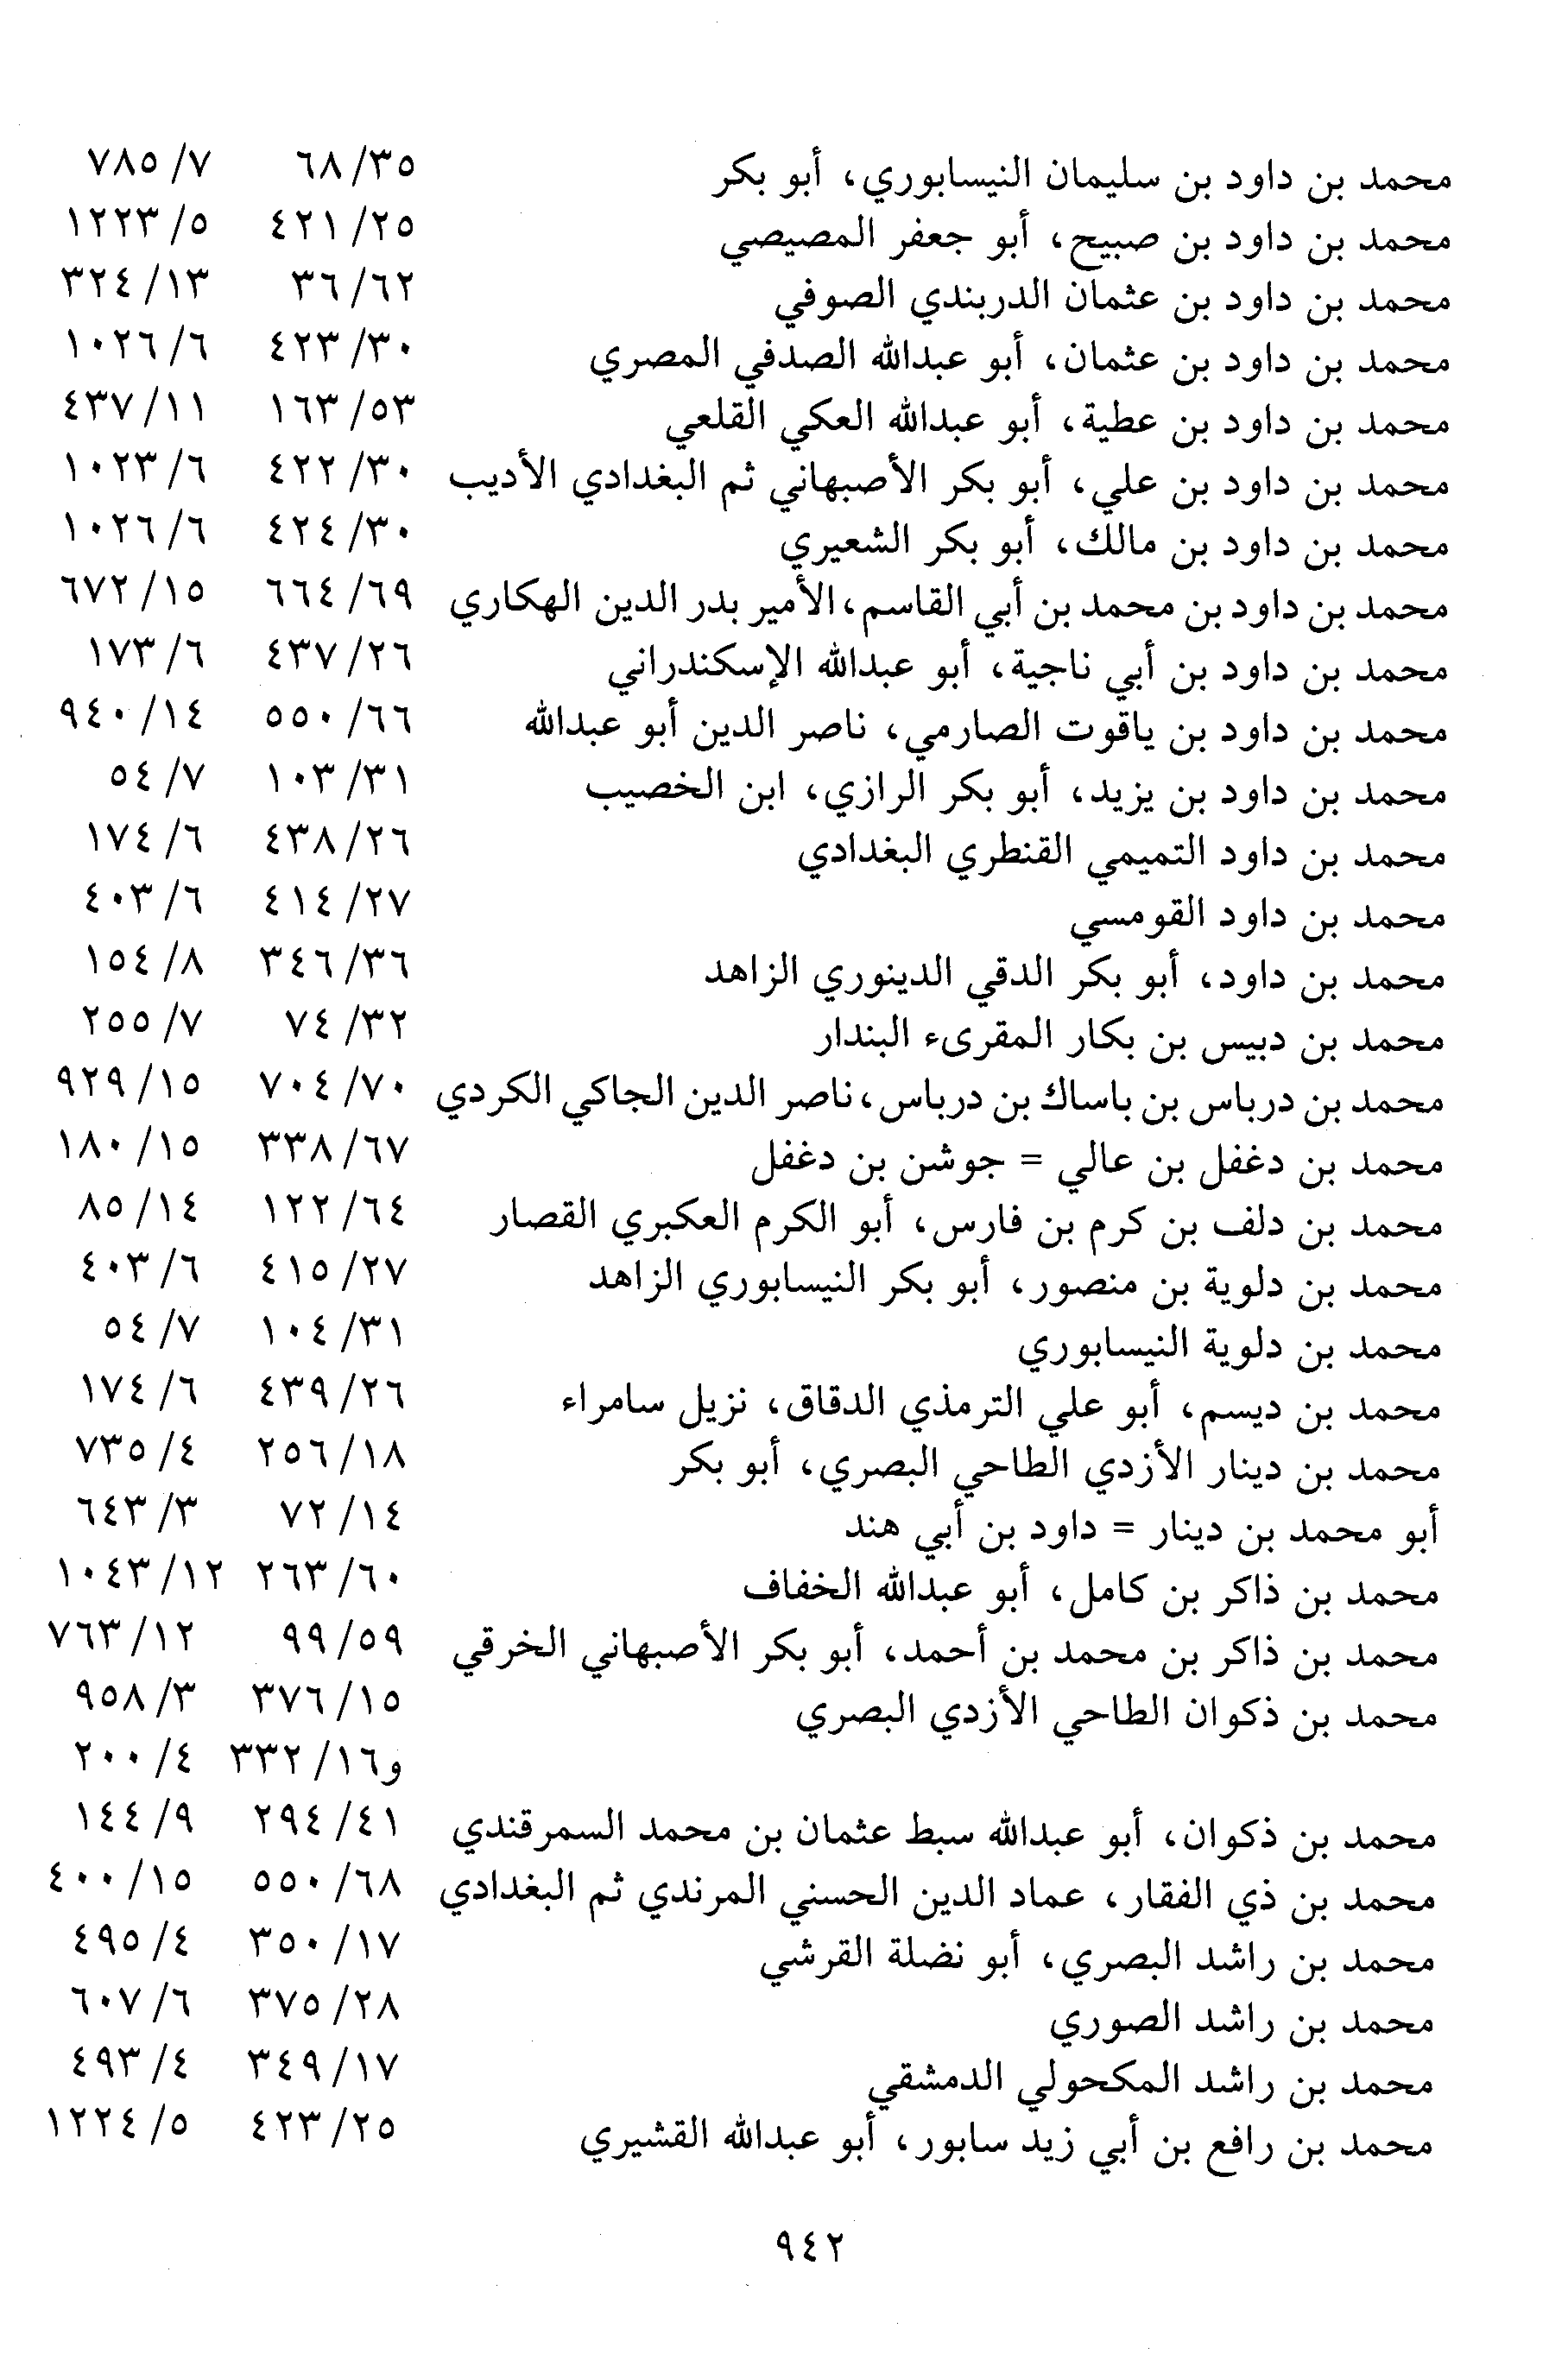 محمد بن داود بن سليمان النيسابوري، أبو بكر ٦٨/٣٥ ٧٨٥/٧
محمد بن داود بن صبيح، أبو جعفر المصيصي ٤٢١/٢٥ ١٢٢٣/٥
محمد بن داود بن عثمان الدربندي الصوفي ٣٦/٦٢ ٣٢٤/١٣
محمد بن داود بن عثمان، أبو عبدالله الصدفي المصري ٤٢٣/٣٠ ١٠٢٦/٦
محمد بن داود بن عطية، أبو عبدالله العكي القلعي ١٦٣/٥٣ ٤٣٧/١١
محمد بن داود بن علي، أبو بكر الأصبهاني ثم البغدادي الأديب ٤٢٢/٣٠ ١٠٢٣/٦
محمد بن داود بن مالك، أبو بكر الشعيري ٤٢٤/٣٠ ١٠٢٦/٦
محمد بن داود بن محمد بن أبي القاسم، الأمير بدر الدين الهكاري ٦٦٤/٦٩ ٦٧٢/١٥
محمد بن داود بن أبي ناجية، أبو عبدالله الإسكندراني ٤٣٧/٢٦ ١٧٣/٦
محمد بن داود بن ياقوت الصارمي، ناصر الدين أبو عبدالله ٥٥٠/٦٦ ٩٤٠/١٤
محمد بن داود بن يزيد، أبو بكر الرازي، ابن الخصيب ١٠٣/٣١ ٥٤/٧
محمد بن داود التميمي القنطري البغدادي ٤٣٨/٢٦ ١٧٤/٦
محمد بن داود القومسي ٤١٤/٢٧ ٤٠٣/٦
محمد بن داود، أبو بكر الدقي الدينوري الزاهد ٣٤٦/٣٦ ١٥٤/٨
محمد بن دبيس بن بكار المقرىء البندار ٧٤/٣٢ ٢٥٥/٧
محمد بن درباس بن باساك بن درباس، ناصر الدين الجاكي الكردي ٧٠٤/٧٠ ٩٢٩/١٥
محمد بن دغفل بن عالي = جوشن بن دغفل ٣٣٨/٦٧ ١٨٠/١٥
محمد بن دلف بن كرم بن فارس، أبو الكرم العكبري القصار ١٢٢/٦٤ ٨٥/١٤
محمد بن دلوية بن منصور، أبو بكر النيسابوري الزاهد ٤١٥/٢٧ ٤٠٣/٦
محمد بن دلوية النيسابوري ١٠٤/٣١ ٥٤/٧
محمد بن ديسم، أبو علي الترمذي الدقاق، نزيل سامراء ٤٣٩/٢٦ ١٧٤/٦
محمد بن دينار الأزدي الطاحي البصري، أبو بكر ٢٥٦/١٨ ٧٣٥/٤
أبو محمد بن دينار = داود بن أبي هند ٧٢/١٤ ٦٤٣/٣
محمد بن ذاكر بن كامل، أبو عبدالله الخفاف ٢٦٣/٦٠ ١٠٤٣/١٢
محمد بن ذاكر بن محمد بن أحمد، أبو بكر الأصبهاني الخرقي ٩٩/٥٩ ٧٦٣/١٢
محمد بن ذكوان الطاحي الأزدي البصري ٣٧٦/١٥ ٩٥٨/٣
و١٦/٣٣٢ ٢٠٠/٤
محمد بن ذكوان، أبو عبدالله سبط عثمان بن محمد السمرقندي ٢٩٤/٤١ ١٤٤/٩
محمد بن ذي الفقار، عماد الدين الحسني المرندي ثم البغدادي ٥٥٠/٦٨ ٤٠٠/١٥
محمد بن راشد البصري، أبو نضلة القرشي ٣٥٠/١٧ ٤٩٥/٤
محمد بن راشد الصوري ٣٧٥/٢٨ ٦٠٧/٦
محمد بن راشد المكحولي الدمشقي ٣٤٩/١٧ ٤٩٣/٤
محمد بن رافع بن أبي زيد سابور، أبو عبدالله القشيري ٤٢٣/٢٥ ١٢٢٤/٥
٩٤٢